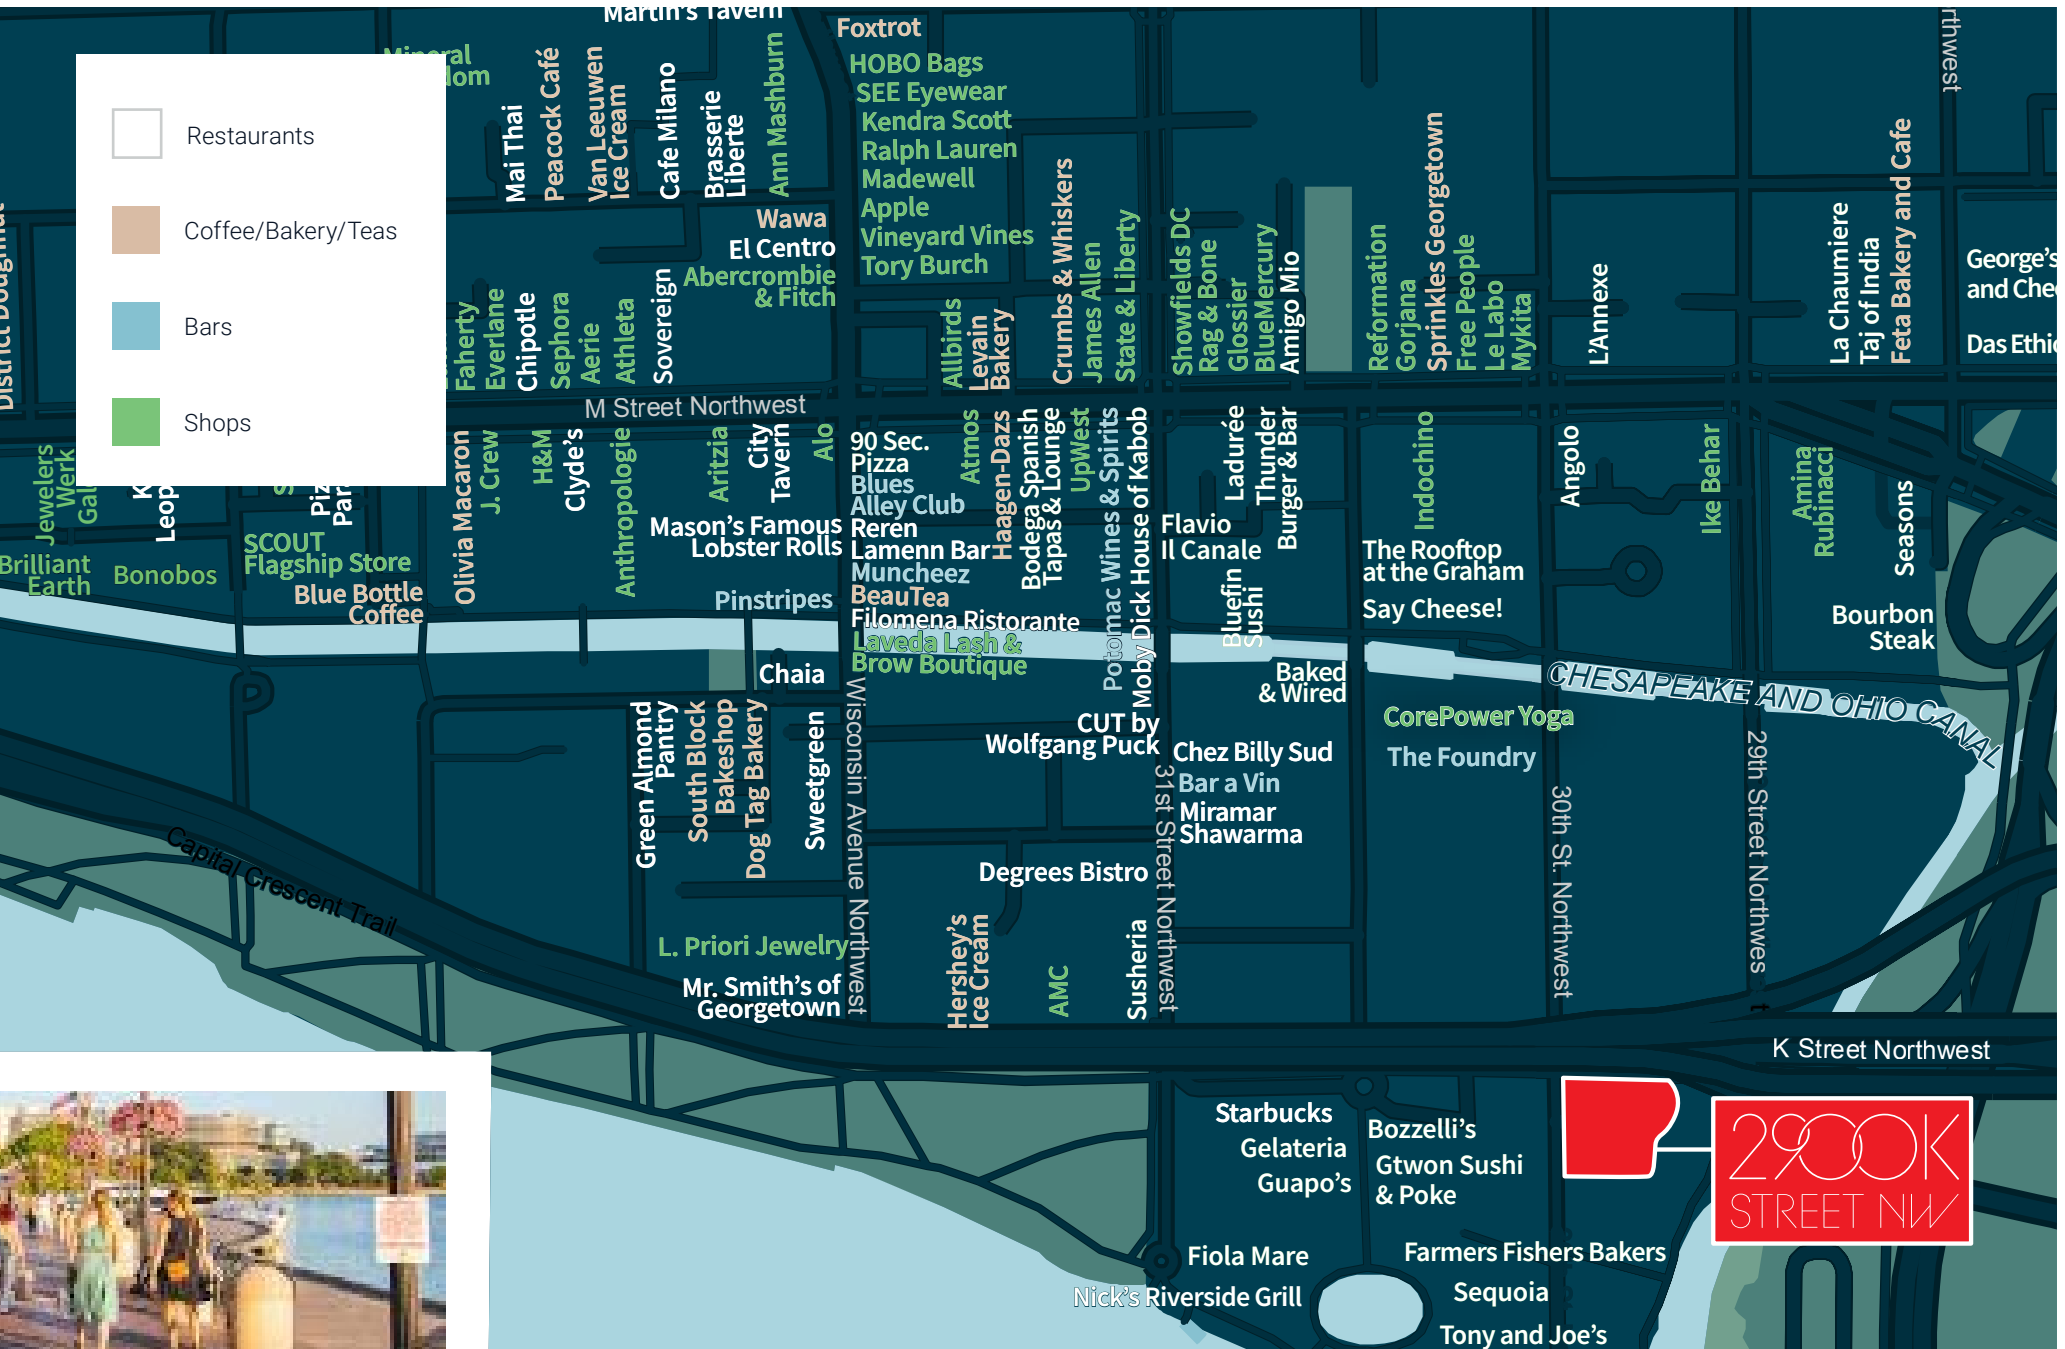 Martin's Tavern
Foxtrot
HOBO Bags
SEE Eyewear
Kendra Scott
Ralph Lauren
Madewell
Apple
Vineyard Vines
Tory Burch
Restaurants
Coffee/Bakery/Teas
Bars
Shops
Mai Thai
Peacock Café
Van Leeuwen
Ice Cream
Cafe Milano
Brasserie
Liberte
Ann Mashburn
Wawa
El Centro
Abercrombie
& Fitch
Faherty
Everlane
Chipotle
Sephora
Aerie
Athleta
Sovereign
Allbirds
Levain
Bakery
Crumbs & Whiskers
James Allen
State & Liberty
Showfields DC
Rag & Bone
Glossier
BlueMercury
Amigo Mio
Reformation
Gorjana
Sprinkles Georgetown
Free People
Le Labo
Mykita
L'Annexe
La Chaumiere
Taj of India
Feta Bakery and Cafe
George's
and Chee
Das Ethio
rthwest
District Doughnut
M Street Northwest
Jewelers
Werk
Gal
Leop
Brilliant
Earth
Bonobos
SCOUT
Flagship Store
Blue Bottle
Coffee
Olivia Macaron
J. Crew
H&M
Clyde's
Anthropologie
Aritzia
City
Tavern
Alo
Mason's Famous
Lobster Rolls
Pinstripes
90 Sec.
Pizza
Blues
Alley Club
Reren
Lamenn Bar
Muncheez
BeauTea
Filomena Ristorante
Laveda Lash &
Brow Boutique
Atmos
Haagen-Dazs
Bodega Spanish
Tapas & Lounge
UpWest
Potomac Wines & Spirits
Moby Dick House of Kabob
Flavio
Il Canale
Ladurée
Thunder
Burger & Bar
Bluefin
Sushi
Baked
& Wired
Indochino
The Rooftop
at the Graham
Say Cheese!
Angolo
Ike Behar
Amina
Rubinacci
Seasons
Bourbon
Steak
CHESAPEAKE AND OHIO CANAL
Chaia
Green Almond
Pantry
South Block
Bakeshop
Dog Tag Bakery
Sweetgreen
Wisconsin Avenue Northwest
CUT by
Wolfgang Puck
31st Street Northwest
Chez Billy Sud
Bar a Vin
Miramar
Shawarma
CorePower Yoga
The Foundry
30th St. Northwest
29th Street Northwes
t
Capital Crescent Trail
Degrees Bistro
L. Priori Jewelry
Mr. Smith's of
Georgetown
Hershey's
Ice Cream
AMC
Susheria
K Street Northwest
Starbucks
Gelateria
Guapo's
Bozzelli's
Gtwon Sushi
& Poke
2900K
STREET NW
Fiola Mare
Nick's Riverside Grill
Farmers Fishers Bakers
Sequoia
Tony and Joe's